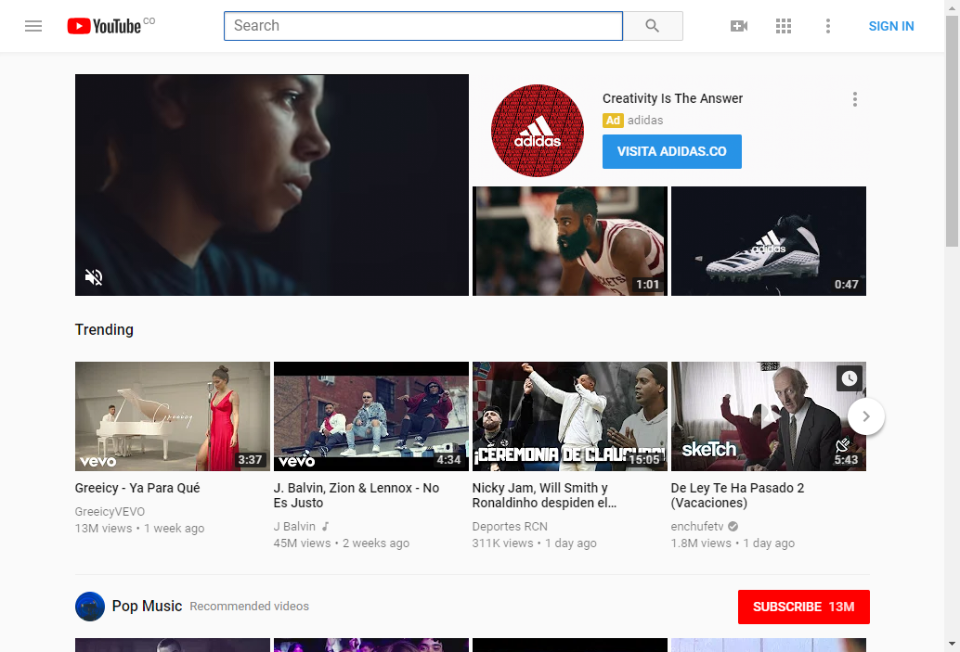 YouTube CO
Search
SIGN IN
Creativity Is The Answer
Ad adidas
VISITA ADIDAS.CO
adidas
adidas
1:01
0:47
Trending
Greeicy
vevo
3:37
vevo
4:34
¡CEREMONIA DE CLAUSURA!
15:05
skeTch
5:43
Greeicy - Ya Para Qué
GreeicyVEVO
13M views • 1 week ago
J. Balvin, Zion & Lennox - No
Es Justo
J Balvin
45M views • 2 weeks ago
Nicky Jam, Will Smith y
Ronaldinho despiden el...
Deportes RCN
311K views • 1 day ago
De Ley Te Ha Pasado 2
(Vacaciones)
enchufetv
1.8M views • 1 day ago
Pop Music Recommended videos
SUBSCRIBE 13M